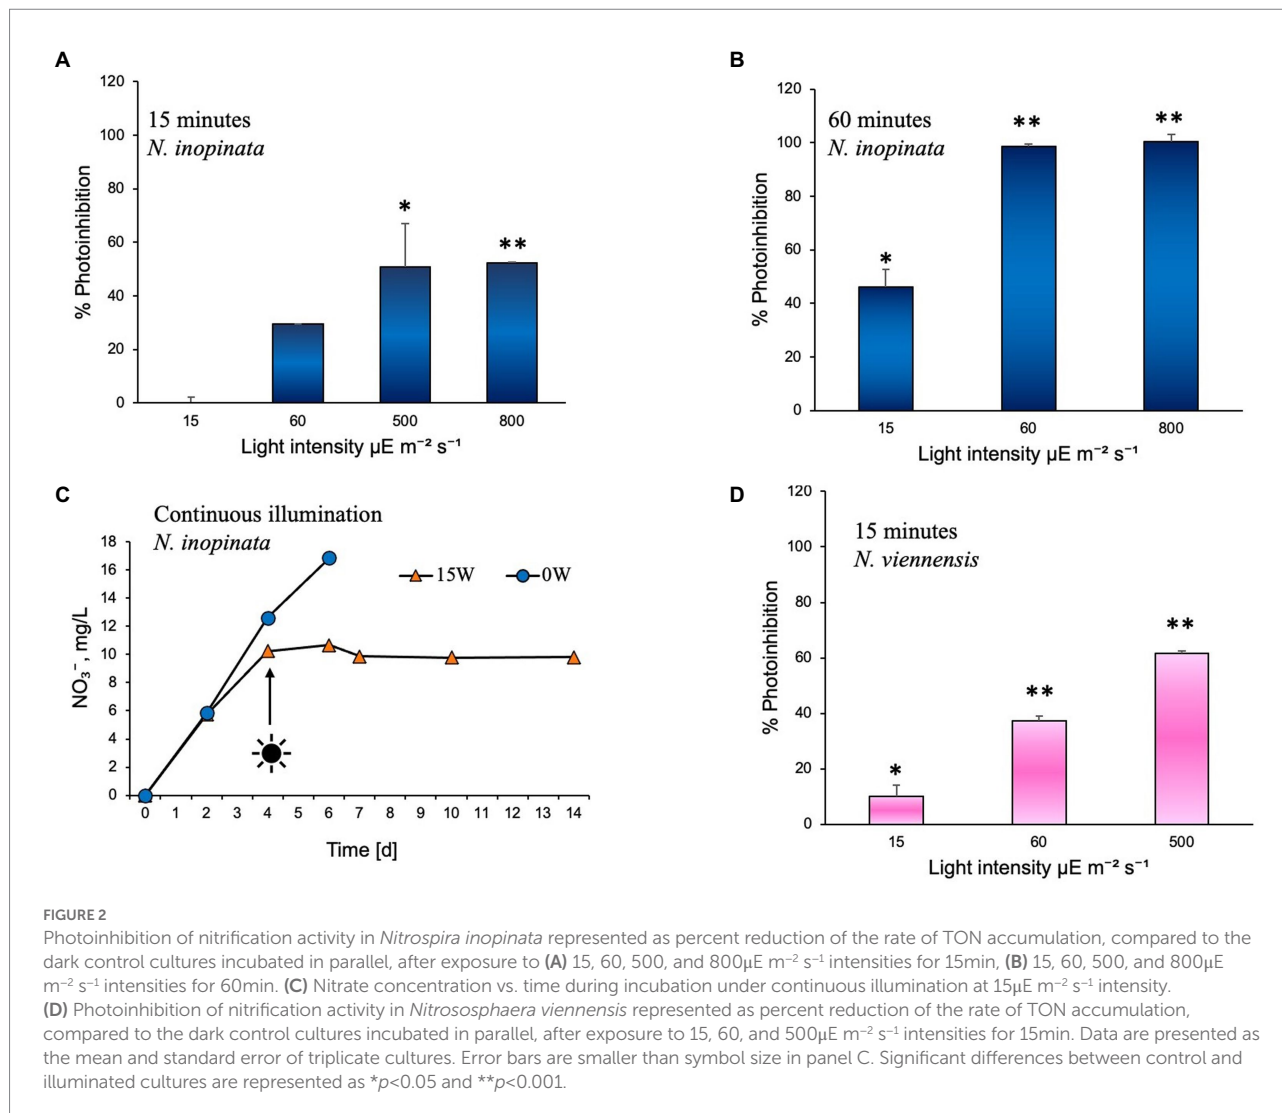 A
120
100
80
60
40
20
0
% Photoinhibition
15 minutes
N. inopinata
*
**
15 60 500 800
Light intensity µE m⁻² s⁻¹
B
120
100
80
60
40
20
0
% Photoinhibition
60 minutes
N. inopinata
*
**
**
15 60 800
Light intensity µE m⁻² s⁻¹
C
Continuous illumination
N. inopinata
18
16
14
12
10
8
6
4
2
0
NO₃⁻, mg/L
15W 0W
0 1 2 3 4 5 6 7 8 9 10 11 12 13 14
Time [d]
D
120
100
80
60
40
20
0
% Photoinhibition
15 minutes
N. viennensis
*
**
**
15 60 500
Light intensity µE m⁻² s⁻¹
FIGURE 2
Photoinhibition of nitrification activity in Nitrospira inopinata represented as percent reduction of the rate of TON accumulation, compared to the
dark control cultures incubated in parallel, after exposure to (A) 15, 60, 500, and 800µE m⁻² s⁻¹ intensities for 15min, (B) 15, 60, 500, and 800µE
m⁻² s⁻¹ intensities for 60min. (C) Nitrate concentration vs. time during incubation under continuous illumination at 15µE m⁻² s⁻¹ intensity.
(D) Photoinhibition of nitrification activity in Nitrososphaera viennensis represented as percent reduction of the rate of TON accumulation,
compared to the dark control cultures incubated in parallel, after exposure to 15, 60, and 500µE m⁻² s⁻¹ intensities for 15min. Data are presented as
the mean and standard error of triplicate cultures. Error bars are smaller than symbol size in panel C. Significant differences between control and
illuminated cultures are represented as *p<0.05 and **p<0.001.